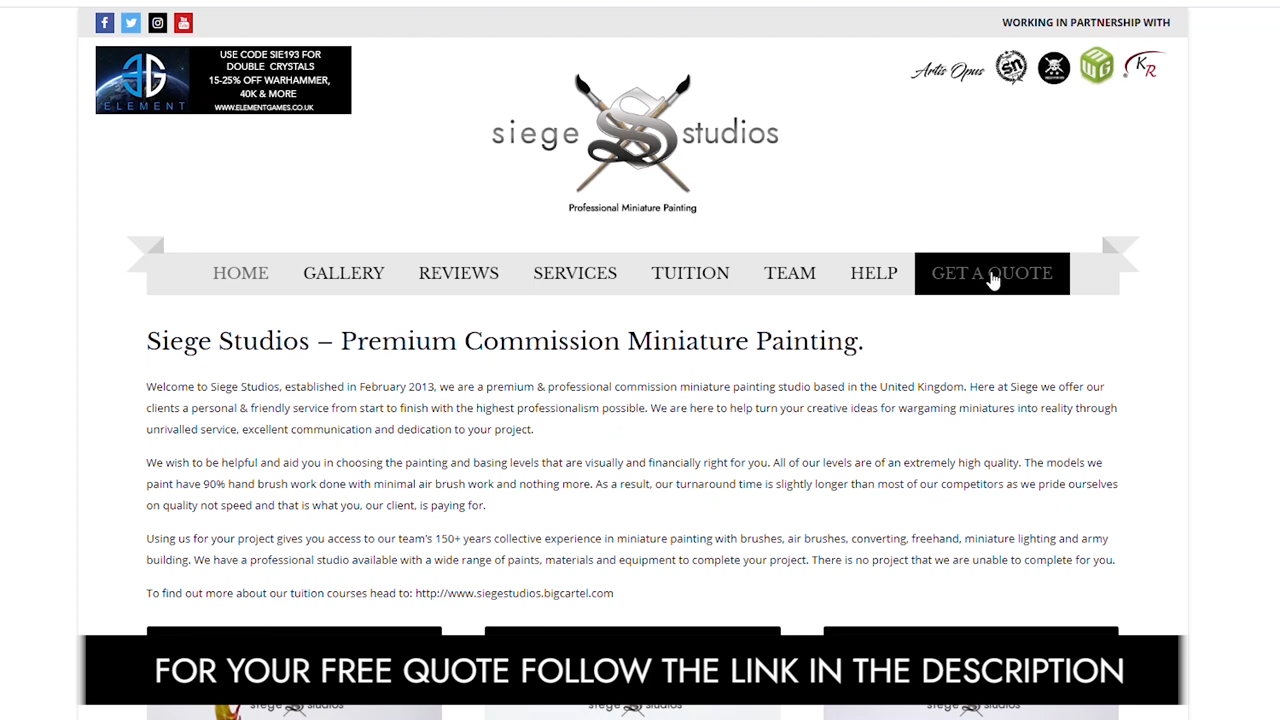 WORKING IN PARTNERSHIP WITH
USE CODE SIE193 FOR
DOUBLE CRYSTALS
15-25% OFF WARHAMMER,
40K & MORE
WWW.ELEMENTGAMES.CO.UK
ELEMENT
Artis Opus
KR
siege S studios
Professional Miniature Painting
HOME GALLERY REVIEWS SERVICES TUITION TEAM HELP GET A QUOTE
Siege Studios – Premium Commission Miniature Painting.
Welcome to Siege Studios, established in February 2013, we are a premium & professional commission miniature painting studio based in the United Kingdom. Here at Siege we offer our
clients a personal & friendly service from start to finish with the highest professionalism possible. We are here to help turn your creative ideas for wargaming miniatures into reality through
unrivalled service, excellent communication and dedication to your project.
We wish to be helpful and aid you in choosing the painting and basing levels that are visually and financially right for you. All of our levels are of an extremely high quality. The models we
paint have 90% hand brush work done with minimal air brush work and nothing more. As a result, our turnaround time is slightly longer than most of our competitors as we pride ourselves
on quality not speed and that is what you, our client, is paying for.
Using us for your project gives you access to our team's 150+ years collective experience in miniature painting with brushes, air brushes, converting, freehand, miniature lighting and army
building. We have a professional studio available with a wide range of paints, materials and equipment to complete your project. There is no project that we are unable to complete for you.
To find out more about our tuition courses head to: http://www.siegestudios.bigcartel.com
FOR YOUR FREE QUOTE FOLLOW THE LINK IN THE DESCRIPTION